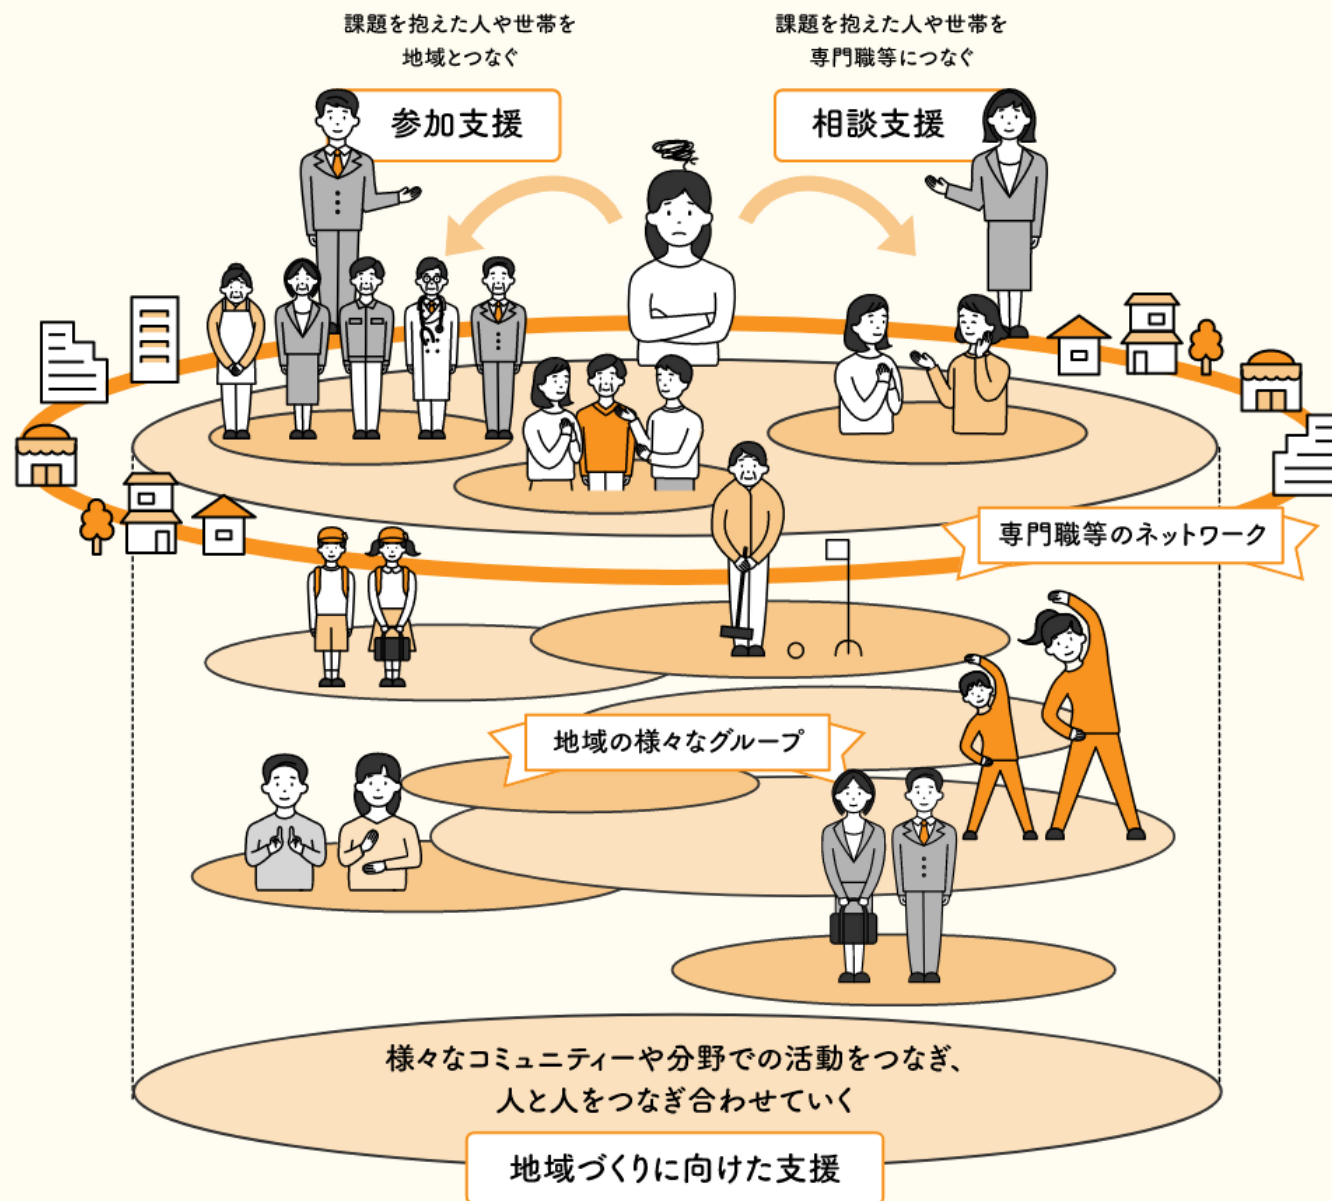 課題を抱えた人や世帯を
地域とつなぐ
参加支援
課題を抱えた人や世帯を
専門職等につなぐ
相談支援
専門職等のネットワーク
地域の様々なグループ
様々なコミュニティーや分野での活動をつなぎ、
人と人をつなぎ合わせていく
地域づくりに向けた支援